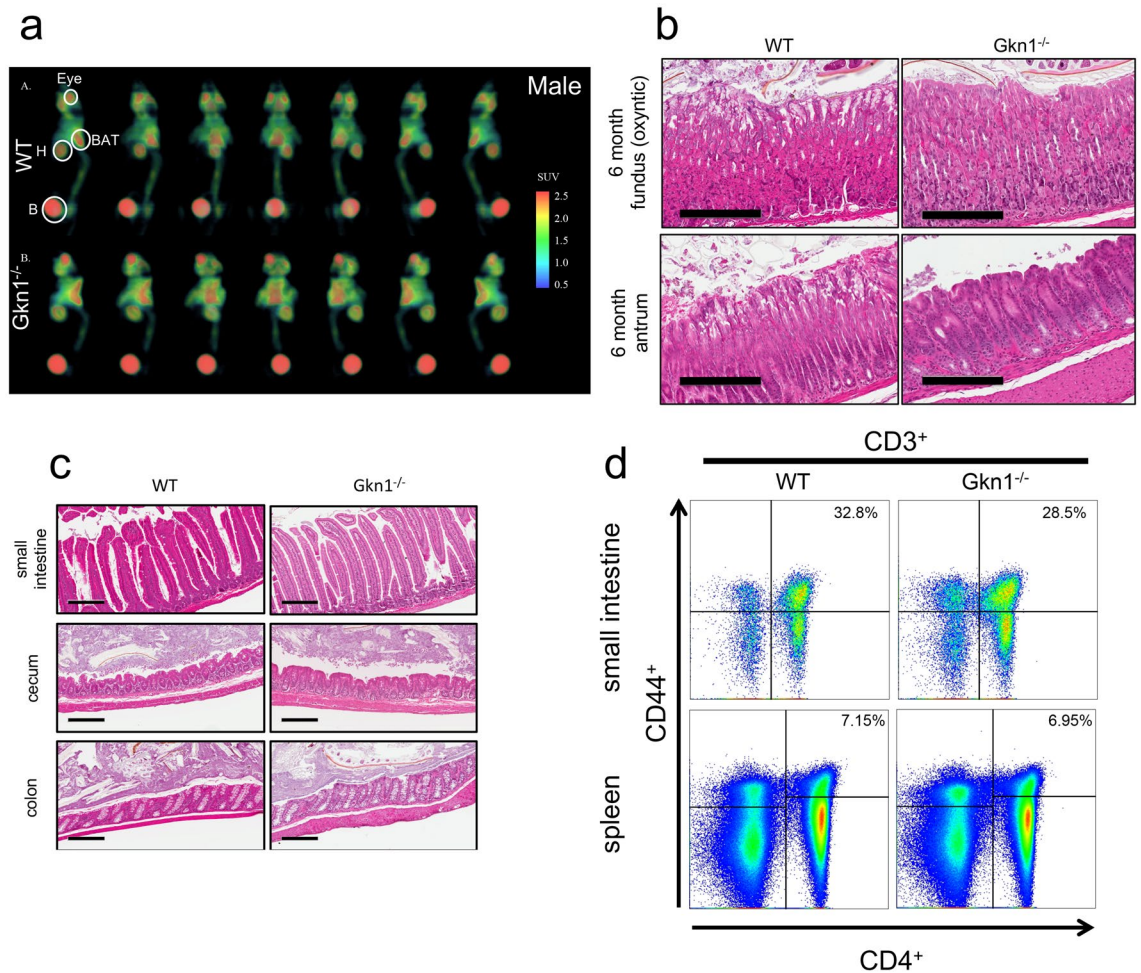 a
A.
Eye
Male
WT
H
BAT
B
SUV
2.5
2.0
1.5
1.0
0.5
B.
Gkn1-/-
b
WT
Gkn1-/-
6 month
fundus (oxyntic)
6 month
antrum
c
WT
Gkn1-/-
small
intestine
cecum
colon
d
CD3+
WT
Gkn1-/-
small intestine
32.8%
28.5%
CD44+
spleen
7.15%
6.95%
CD4+